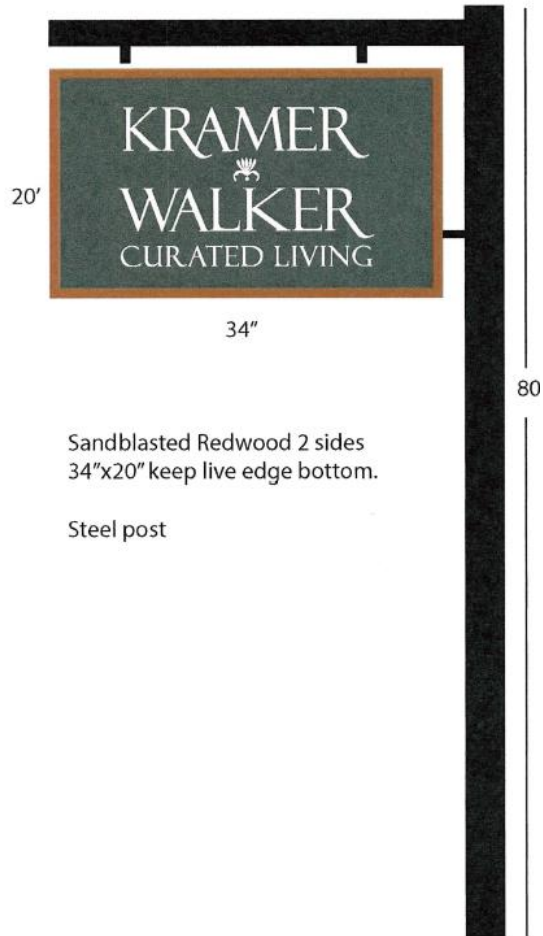 KRAMER
WALKER
CURATED LIVING
20’
34”
80
Sandblasted Redwood 2 sides
34”x20” keep live edge bottom.
Steel post